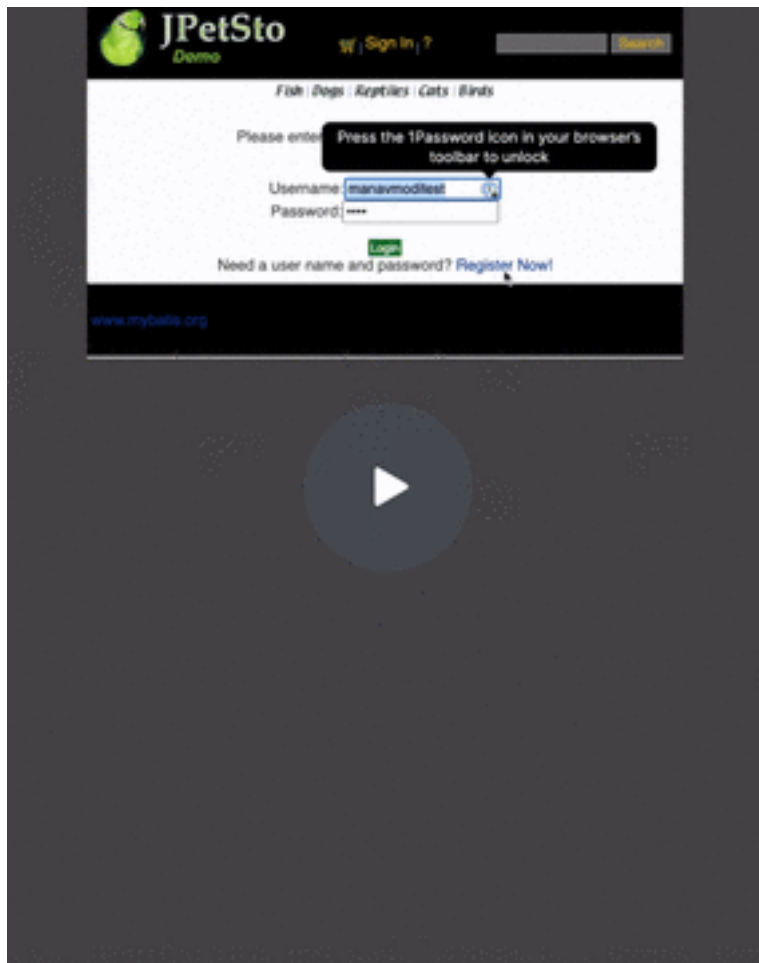 JPetSto
Demo
Sign In | ?
Search
Fish | Dogs | Reptiles | Cats | Birds
Please enter
Press the 1Password icon in your browser's
toolbar to unlock
Username: manavmoditest
Password: ••••
Login
Need a user name and password? Register Now!
www.mybatis.org